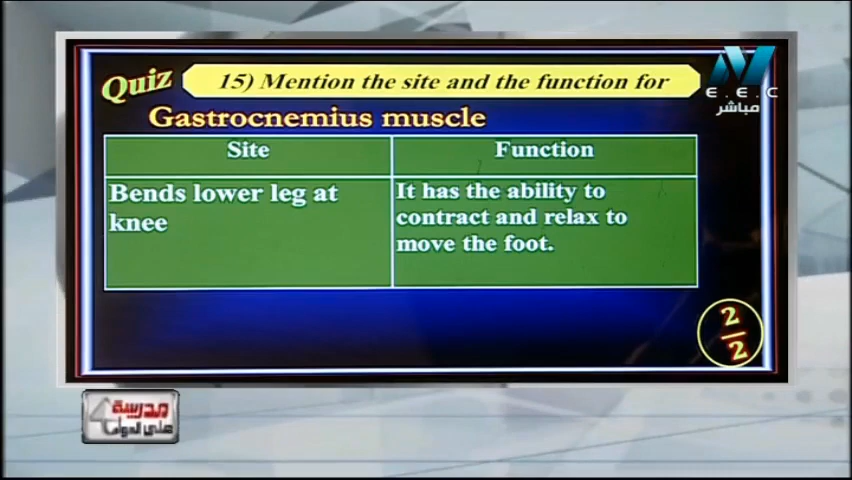 Quiz
15) Mention the site and the function for
E.E.C
مباشر
Gastrocnemius muscle
Site
Function
Bends lower leg at
knee
It has the ability to
contract and relax to
move the foot.
2
2
مدرسة
على الهواء